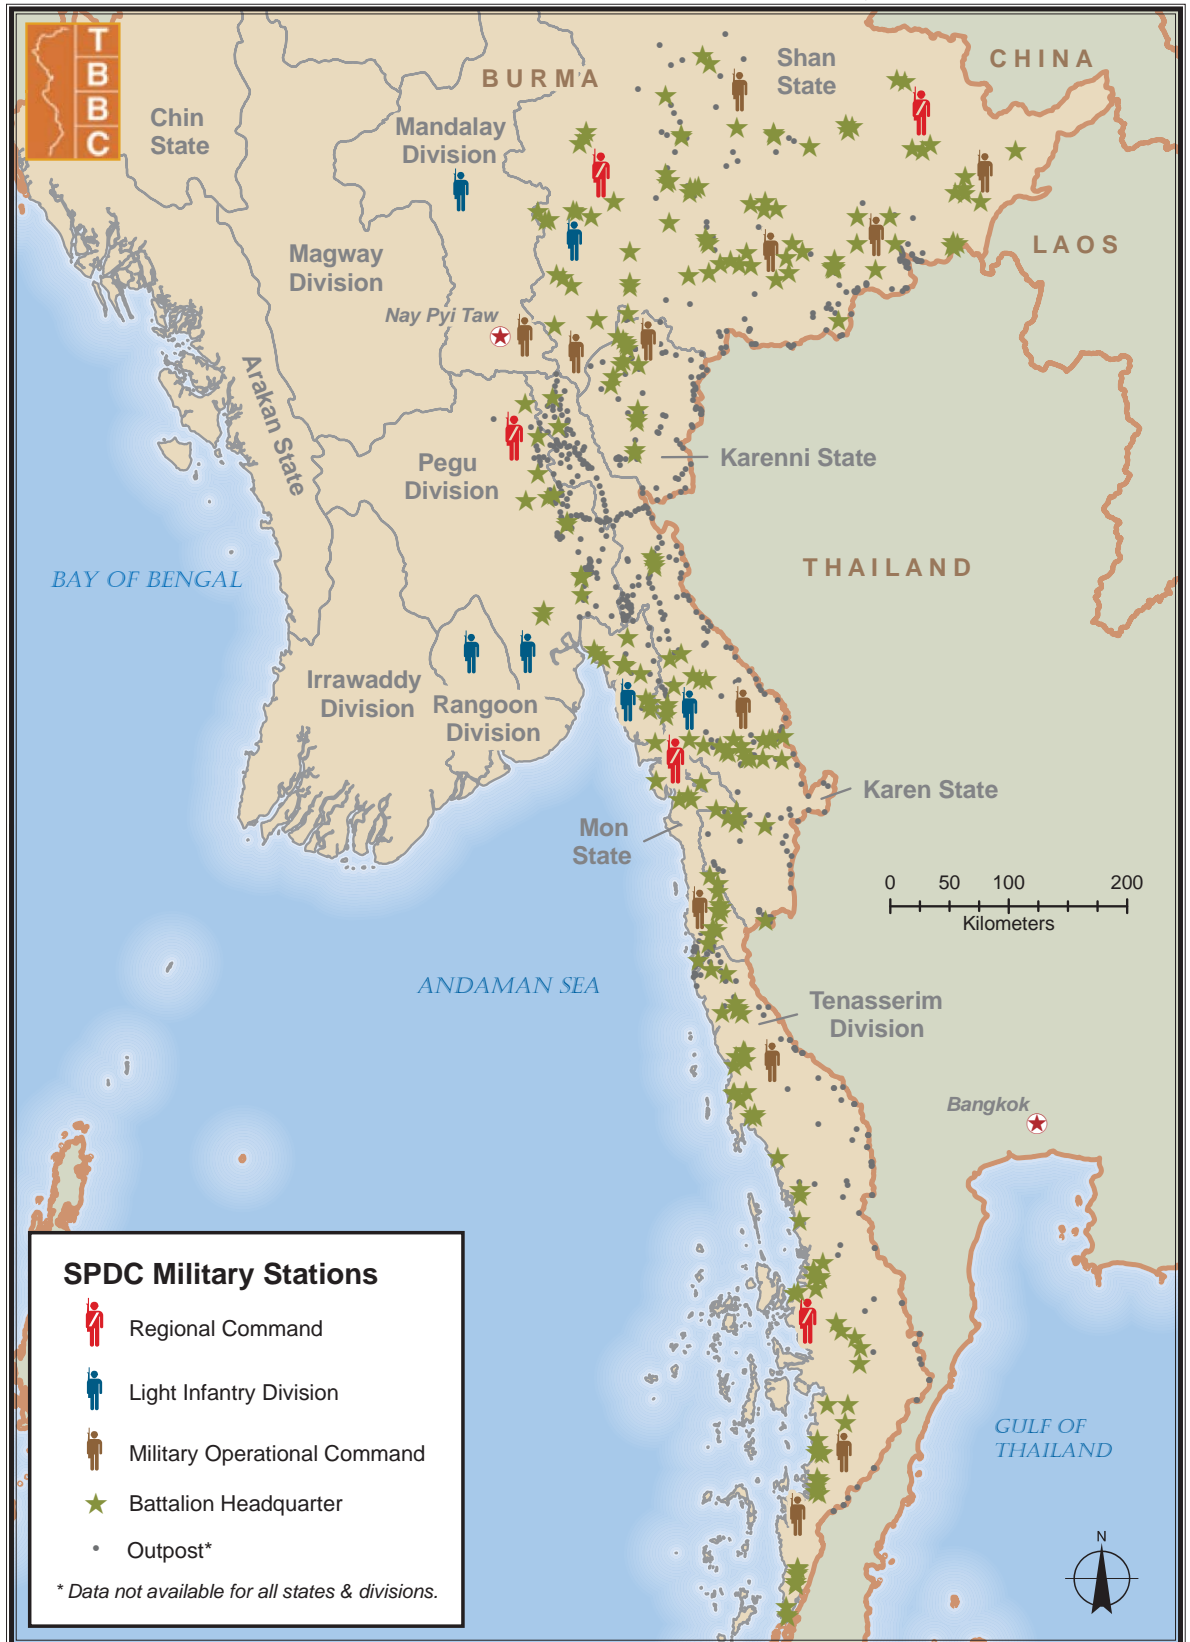 T
B
B
C
BURMA
Shan
State
CHINA
Chin
State
Mandalay
Division
LAOS
Magway
Division
Nay Pyi Taw
Arakan State
Pegu
Division
Karenni State
THAILAND
BAY OF BENGAL
Irrawaddy
Division
Rangoon
Division
Karen State
Mon
State
0 50 100 200
Kilometers
ANDAMAN SEA
Tenasserim
Division
Bangkok
SPDC Military Stations
Regional Command
Light Infantry Division
Military Operational Command
Battalion Headquarter
Outpost*
* Data not available for all states & divisions.
GULF OF
THAILAND
N